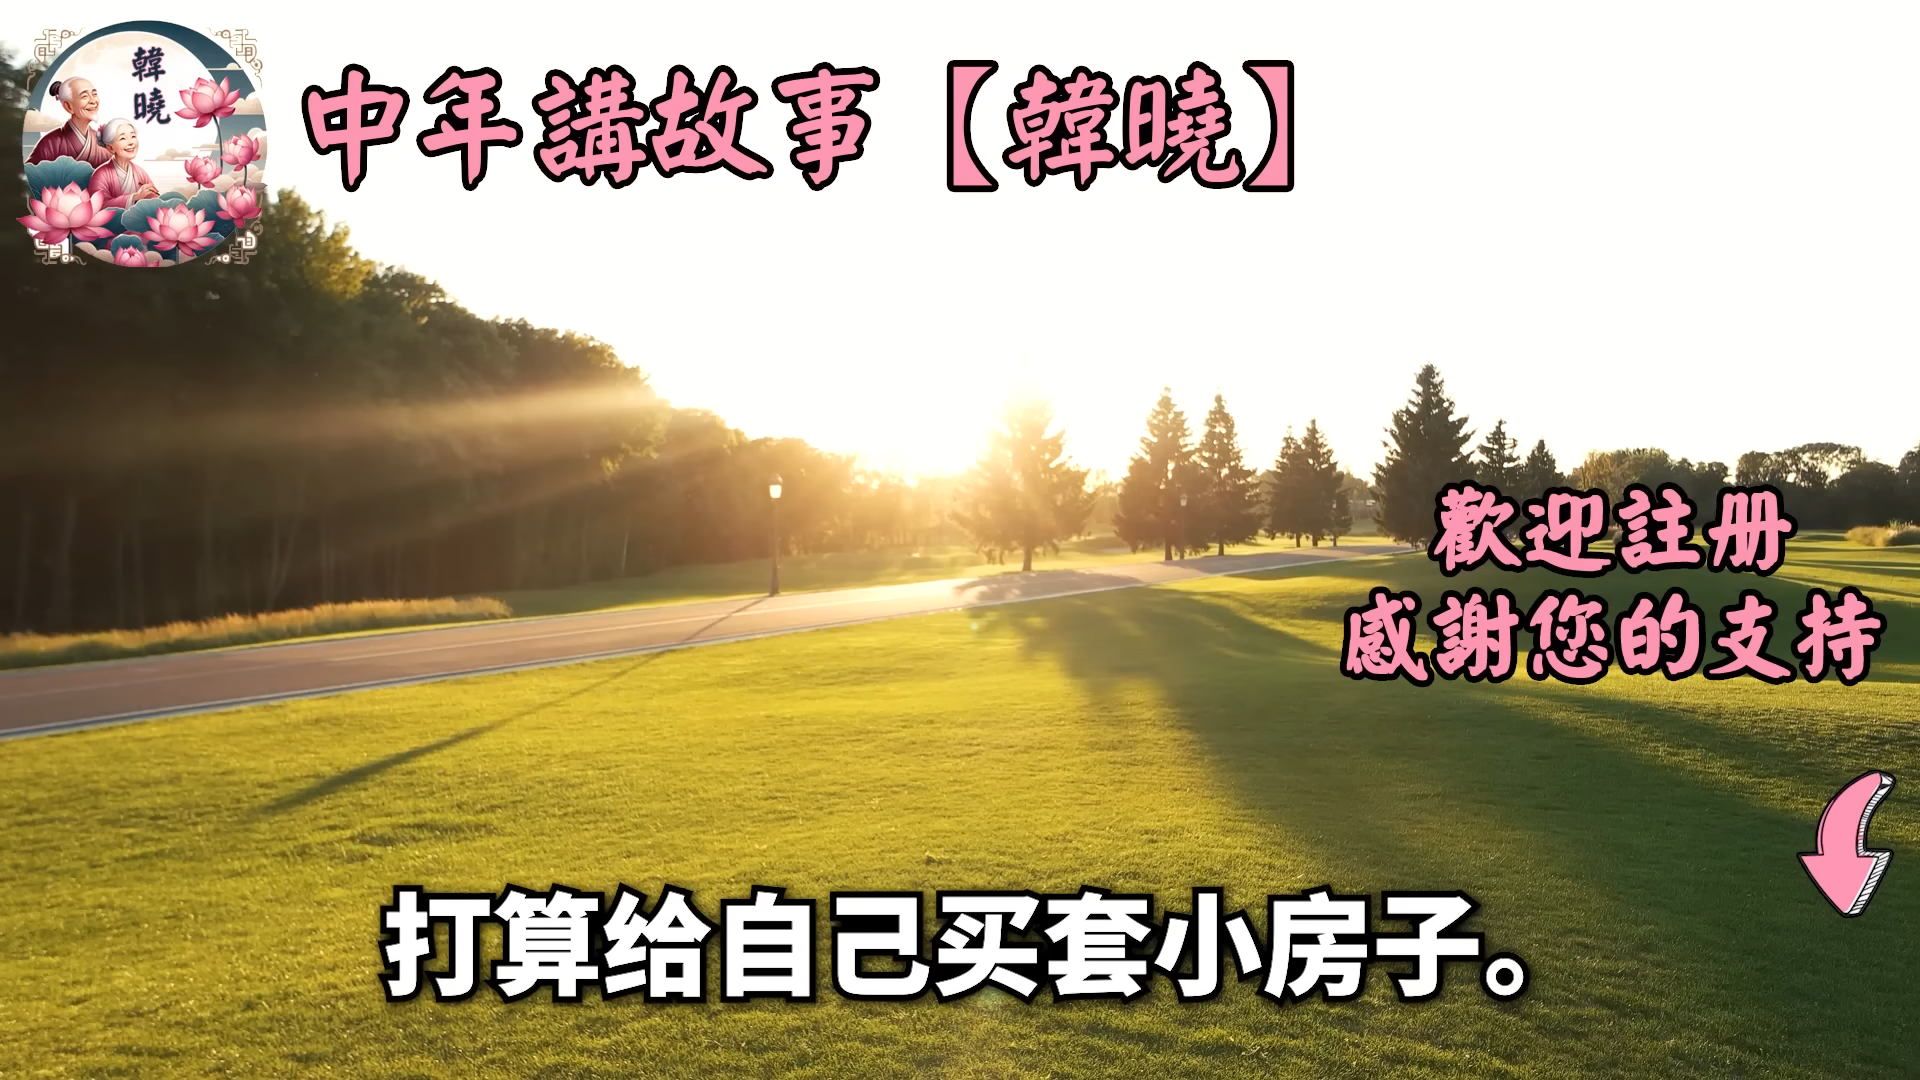 韓曉
中年講故事【韓曉】
歡迎註册
感謝您的支持
打算给自己买套小房子。